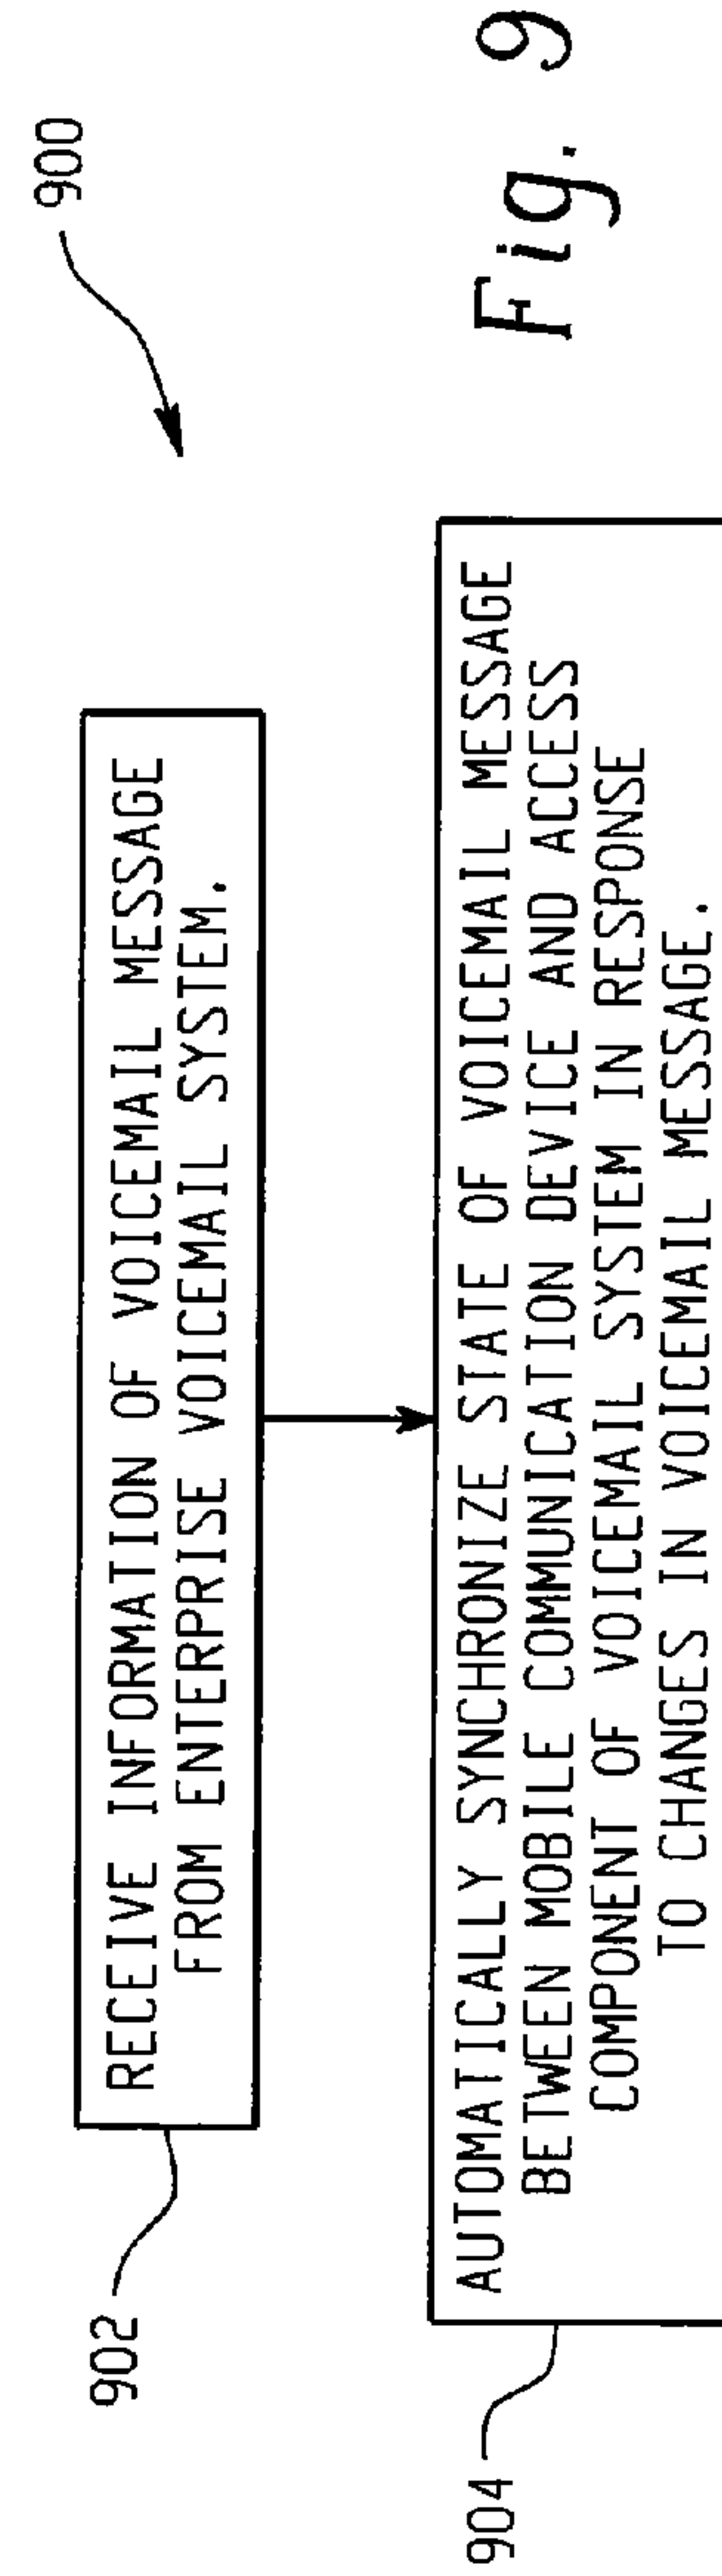 900
902
RECEIVE INFORMATION OF VOICEMAIL MESSAGE
FROM ENTERPRISE VOICEMAIL SYSTEM.
904
AUTOMATICALLY SYNCHRONIZE STATE OF VOICEMAIL MESSAGE
BETWEEN MOBILE COMMUNICATION DEVICE AND ACCESS
COMPONENT OF VOICEMAIL SYSTEM IN RESPONSE
TO CHANGES IN VOICEMAIL MESSAGE.
Fig. 9